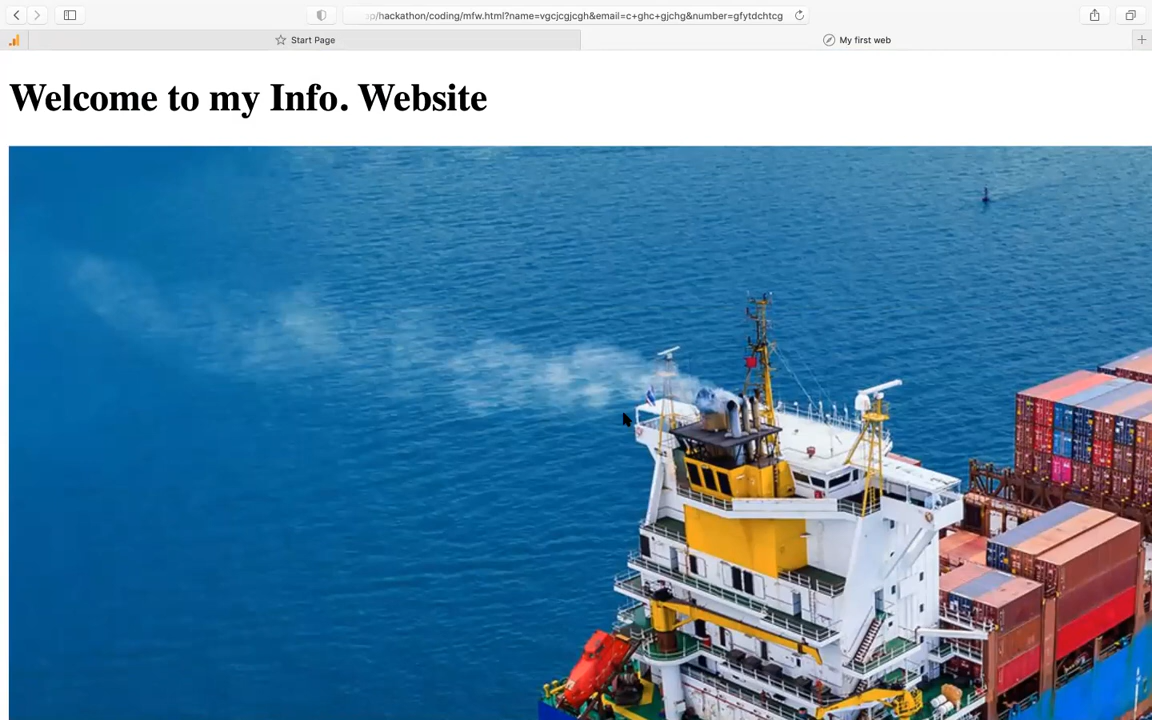 /hackathon/coding/mfw.html?name=vgcjcgjcgh&email=c+ghc+gjchg&number=gfytdchtcg
Start Page
My first web
Welcome to my Info. Website